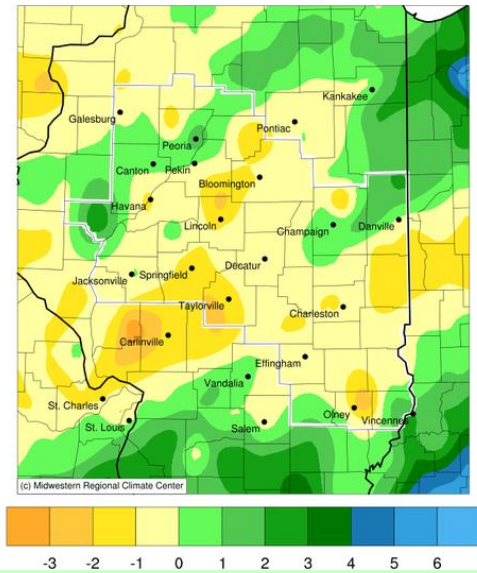 Kankakee
Galesburg
Pontiac
Peoria
Canton
Pekin
Bloomington
Havana
Lincoln
Champaign
Danville
Decatur
Springfield
Jacksonville
Taylorville
Charleston
Carlinville
Effingham
Vandalia
St. Charles
Olney
Vincennes
St. Louis
Salem
(c) Midwestern Regional Climate Center
-3 -2 -1 0 1 2 3 4 5 6